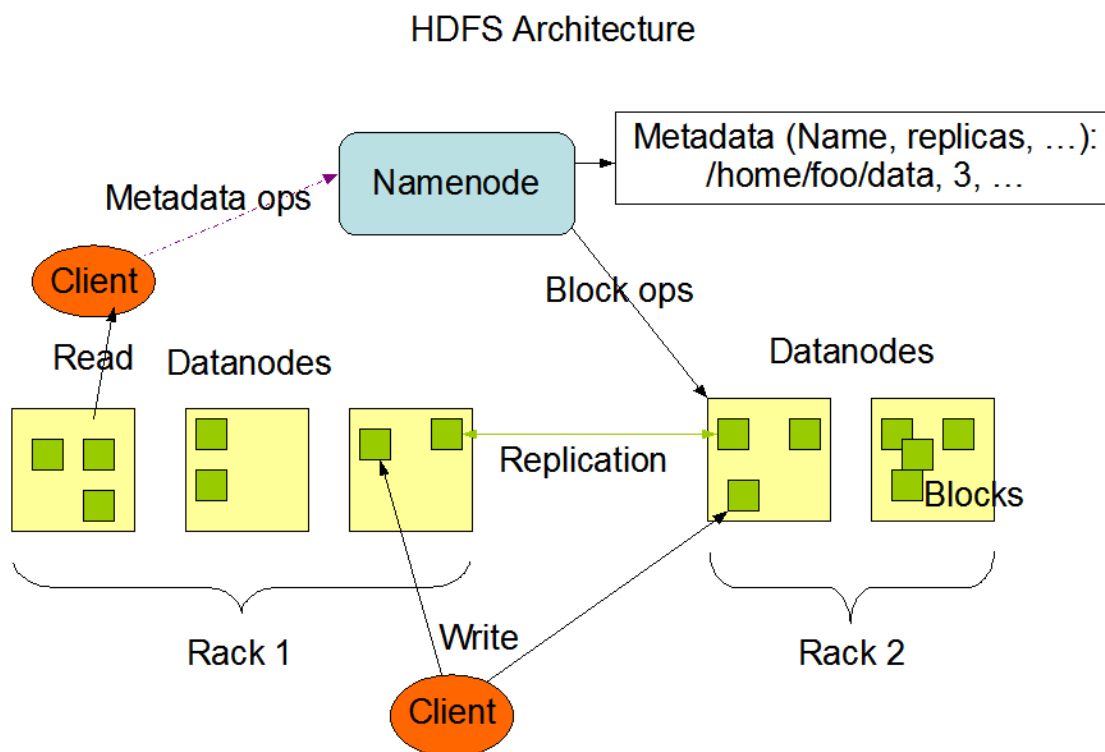 HDFS Architecture
Metadata (Name, replicas, …):
/home/foo/data, 3, …
Namenode
Metadata ops
Client
Block ops
Read
Datanodes
Datanodes
Replication
Blocks
Rack 1
Write
Rack 2
Client